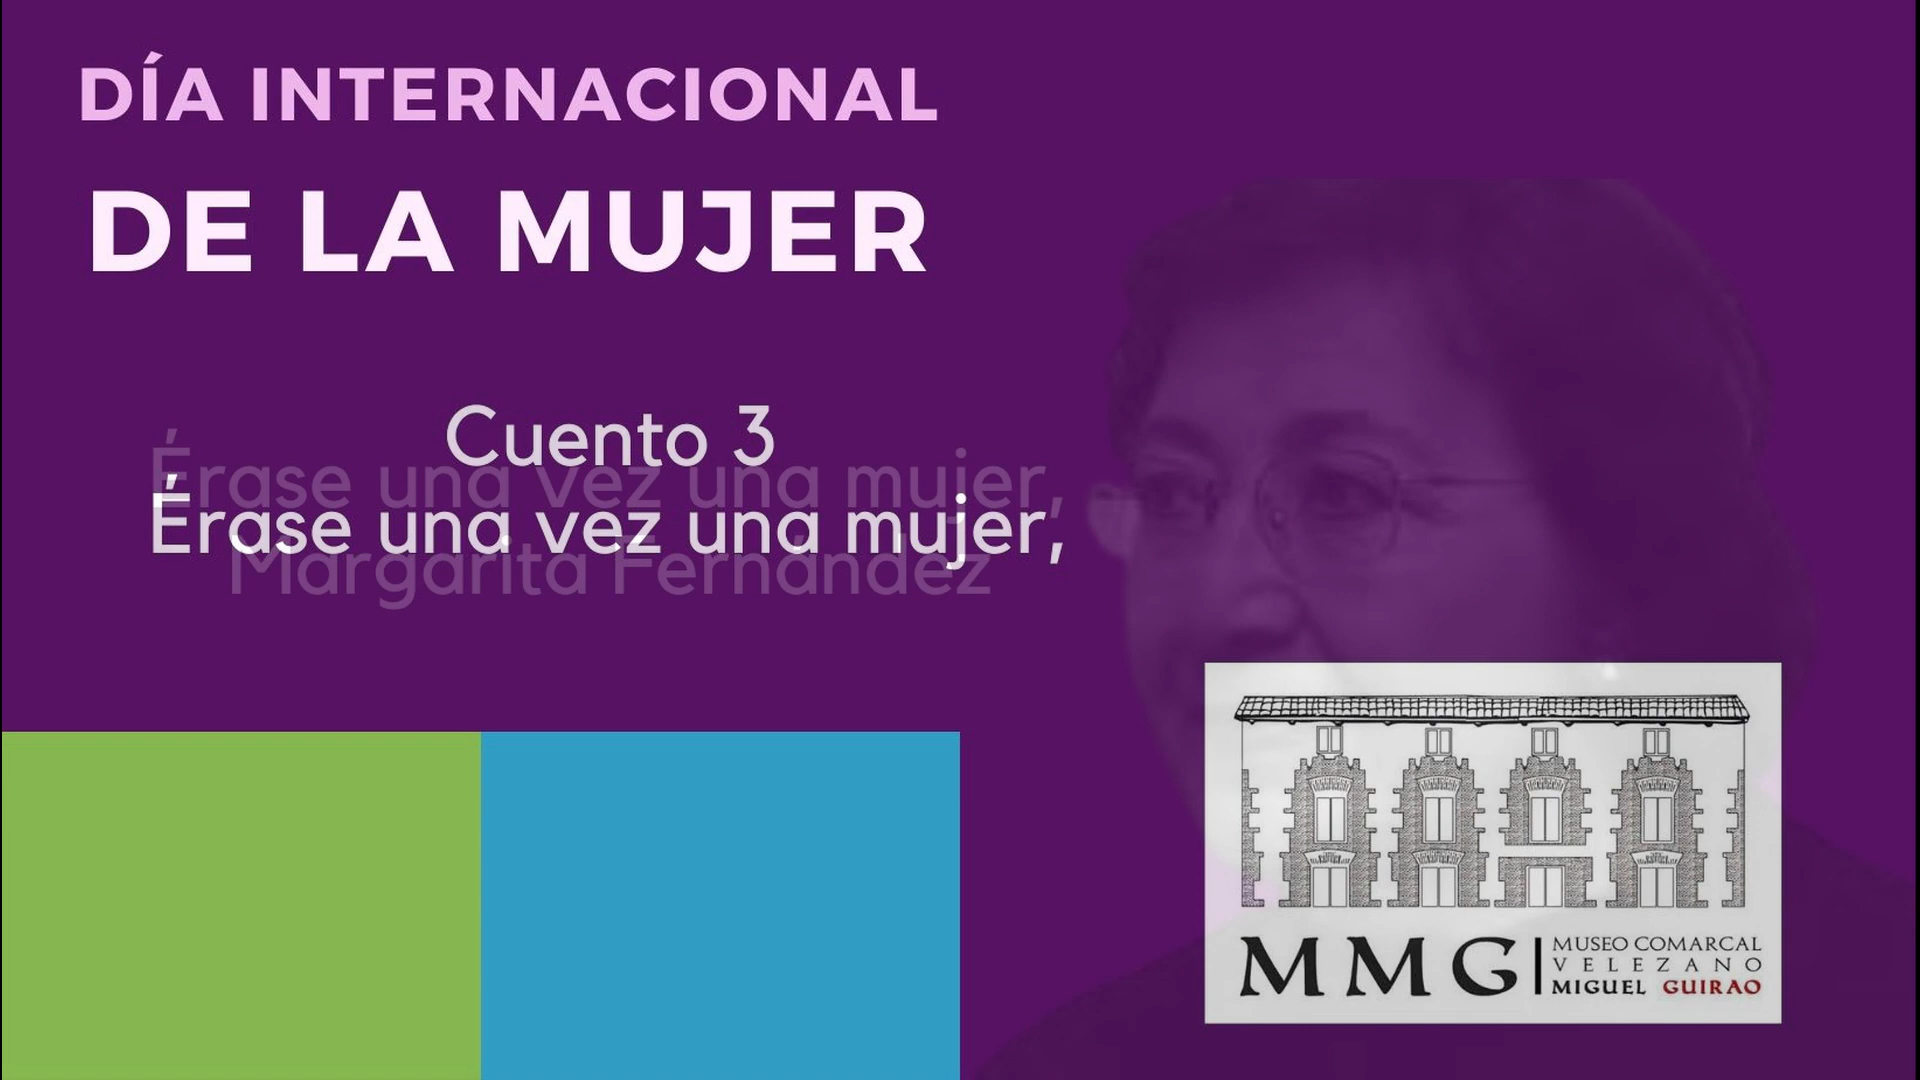 DÍA INTERNACIONAL
DE LA MUJER
Cuento 3
Érase una vez una mujer,
Érase una vez una mujer,
Margarita Fernández
MMG
MUSEO COMARCAL
VELEZANO
MIGUEL GUIRAO